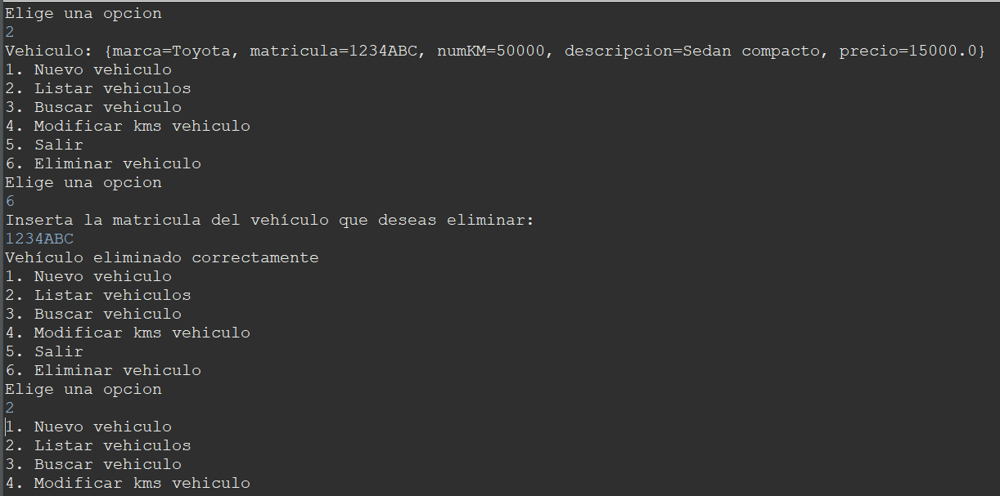 Elige una opcion
2
Vehiculo: {marca=Toyota, matricula=1234ABC, numKM=50000, descripcion=Sedan compacto, precio=15000.0}
1. Nuevo vehiculo
2. Listar vehiculos
3. Buscar vehiculo
4. Modificar kms vehiculo
5. Salir
6. Eliminar vehiculo
Elige una opcion
6
Inserta la matricula del vehículo que deseas eliminar:
1234ABC
Vehículo eliminado correctamente
1. Nuevo vehiculo
2. Listar vehiculos
3. Buscar vehiculo
4. Modificar kms vehiculo
5. Salir
6. Eliminar vehiculo
Elige una opcion
2
1. Nuevo vehiculo
2. Listar vehiculos
3. Buscar vehiculo
4. Modificar kms vehiculo